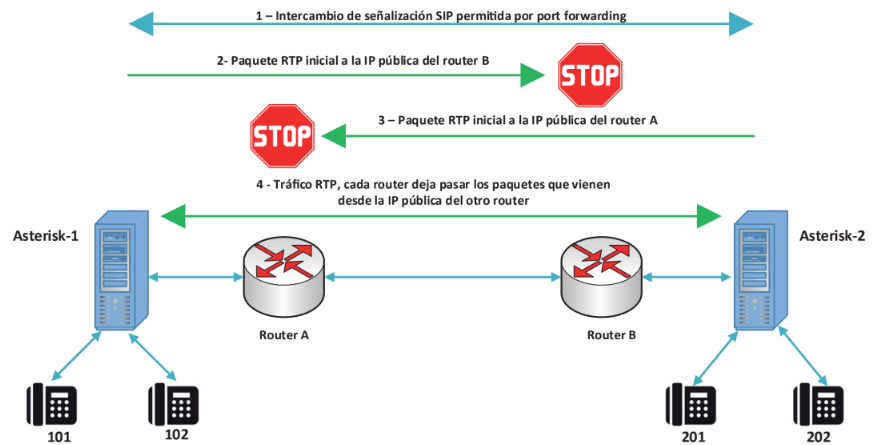 1 – Intercambio de señalización SIP permitida por port forwarding
2- Paquete RTP inicial a la IP pública del router B
STOP
STOP
3 – Paquete RTP inicial a la IP pública del router A
4 - Tráfico RTP, cada router deja pasar los paquetes que vienen
desde la IP pública del otro router
Asterisk-1
Asterisk-2
Router A
Router B
101
102
201
202